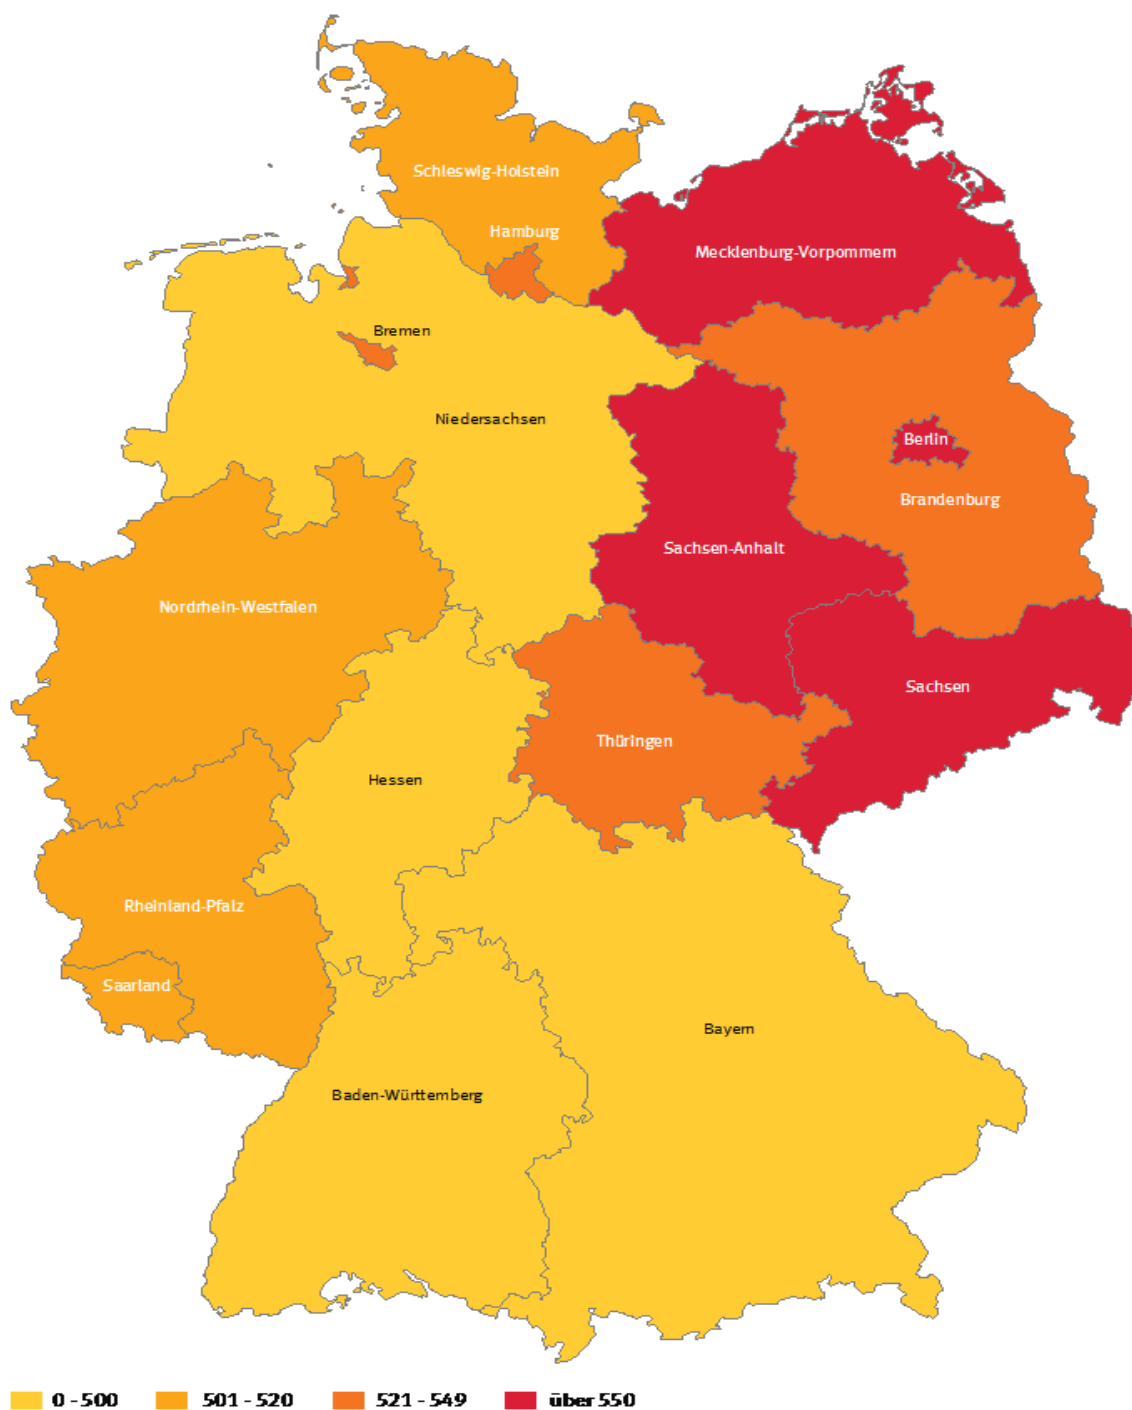 Schleswig-Holstein
Hamburg
Mecklenburg-Vorpommern
Bremen
Niedersachsen
Berlin
Brandenburg
Sachsen-Anhalt
Nordrhein-Westfalen
Sachsen
Thüringen
Hessen
Rheinland-Pfalz
Saarland
Bayern
Baden-Württemberg
0 - 500 501 - 520 521 - 549 über 550